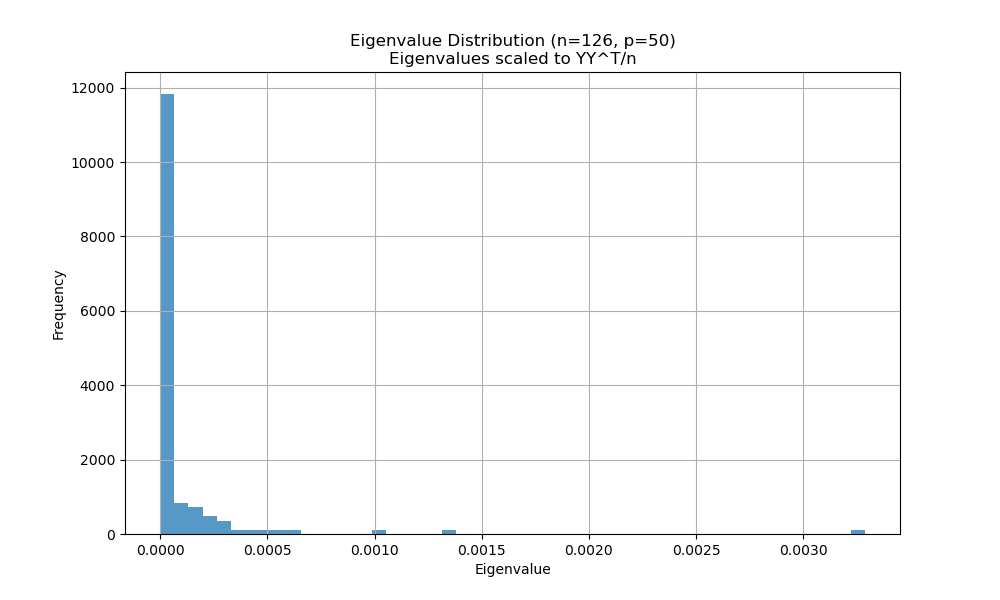 Eigenvalue Distribution (n=126, p=50)
Eigenvalues scaled to YY^T/n
12000
10000
8000
6000
4000
2000
0
Frequency
0.0000 0.0005 0.0010 0.0015 0.0020 0.0025 0.0030
Eigenvalue